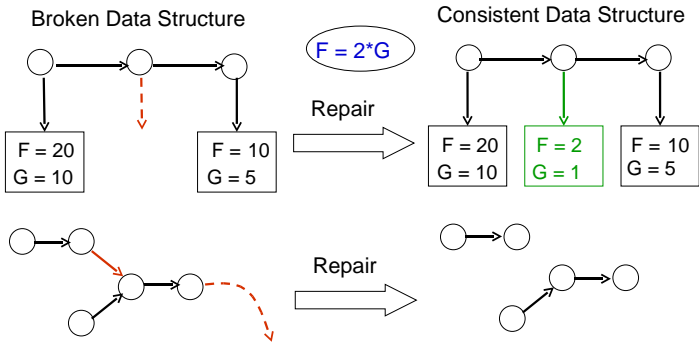 Broken Data Structure
Consistent Data Structure
F = 2*G
Repair
F = 20
G = 10
F = 10
G = 5
F = 20
G = 10
F = 2
G = 1
F = 10
G = 5
Repair